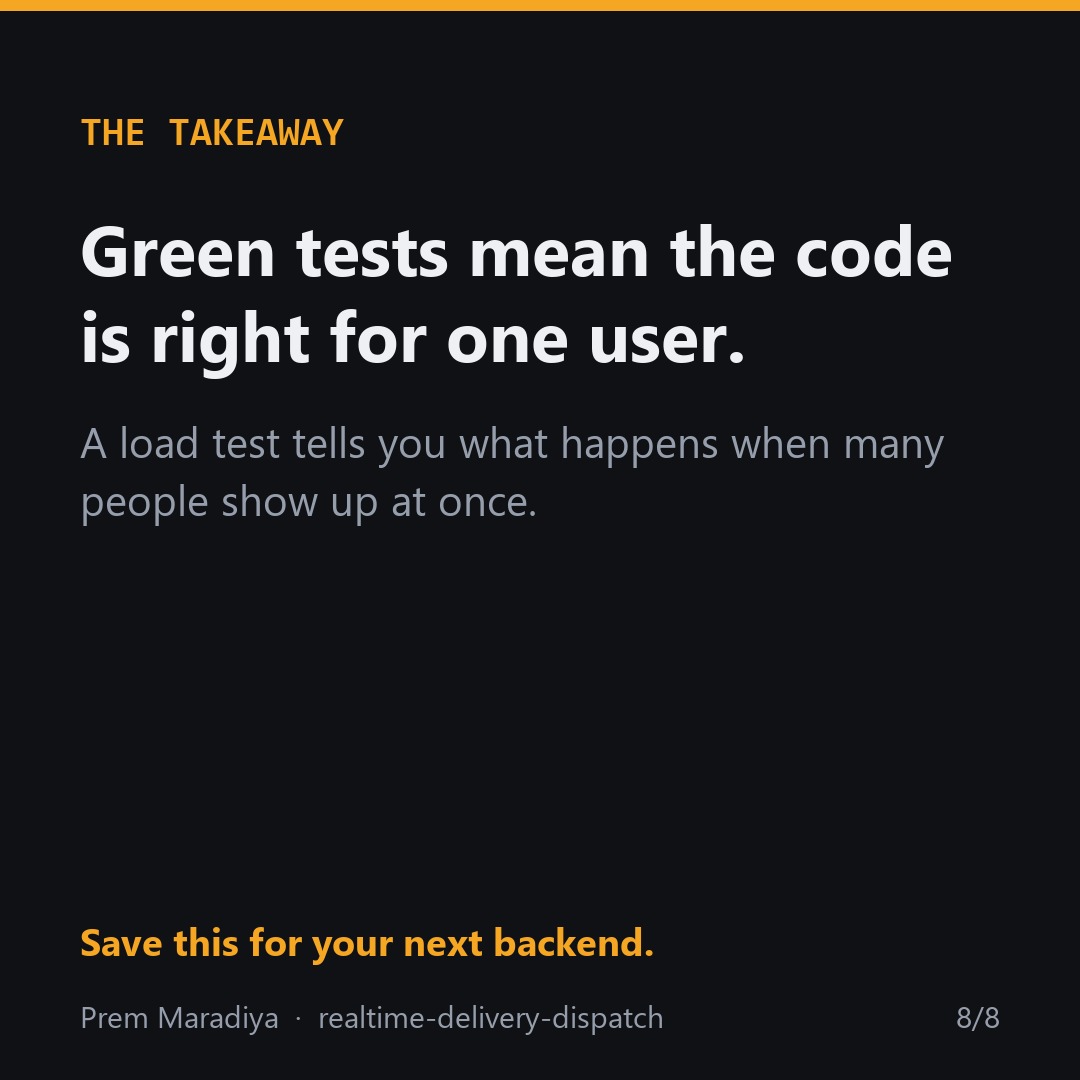 THE TAKEAWAY
Green tests mean the code
is right for one user.
A load test tells you what happens when many
people show up at once.
Save this for your next backend.
Prem Maradiya · realtime-delivery-dispatch 8/8